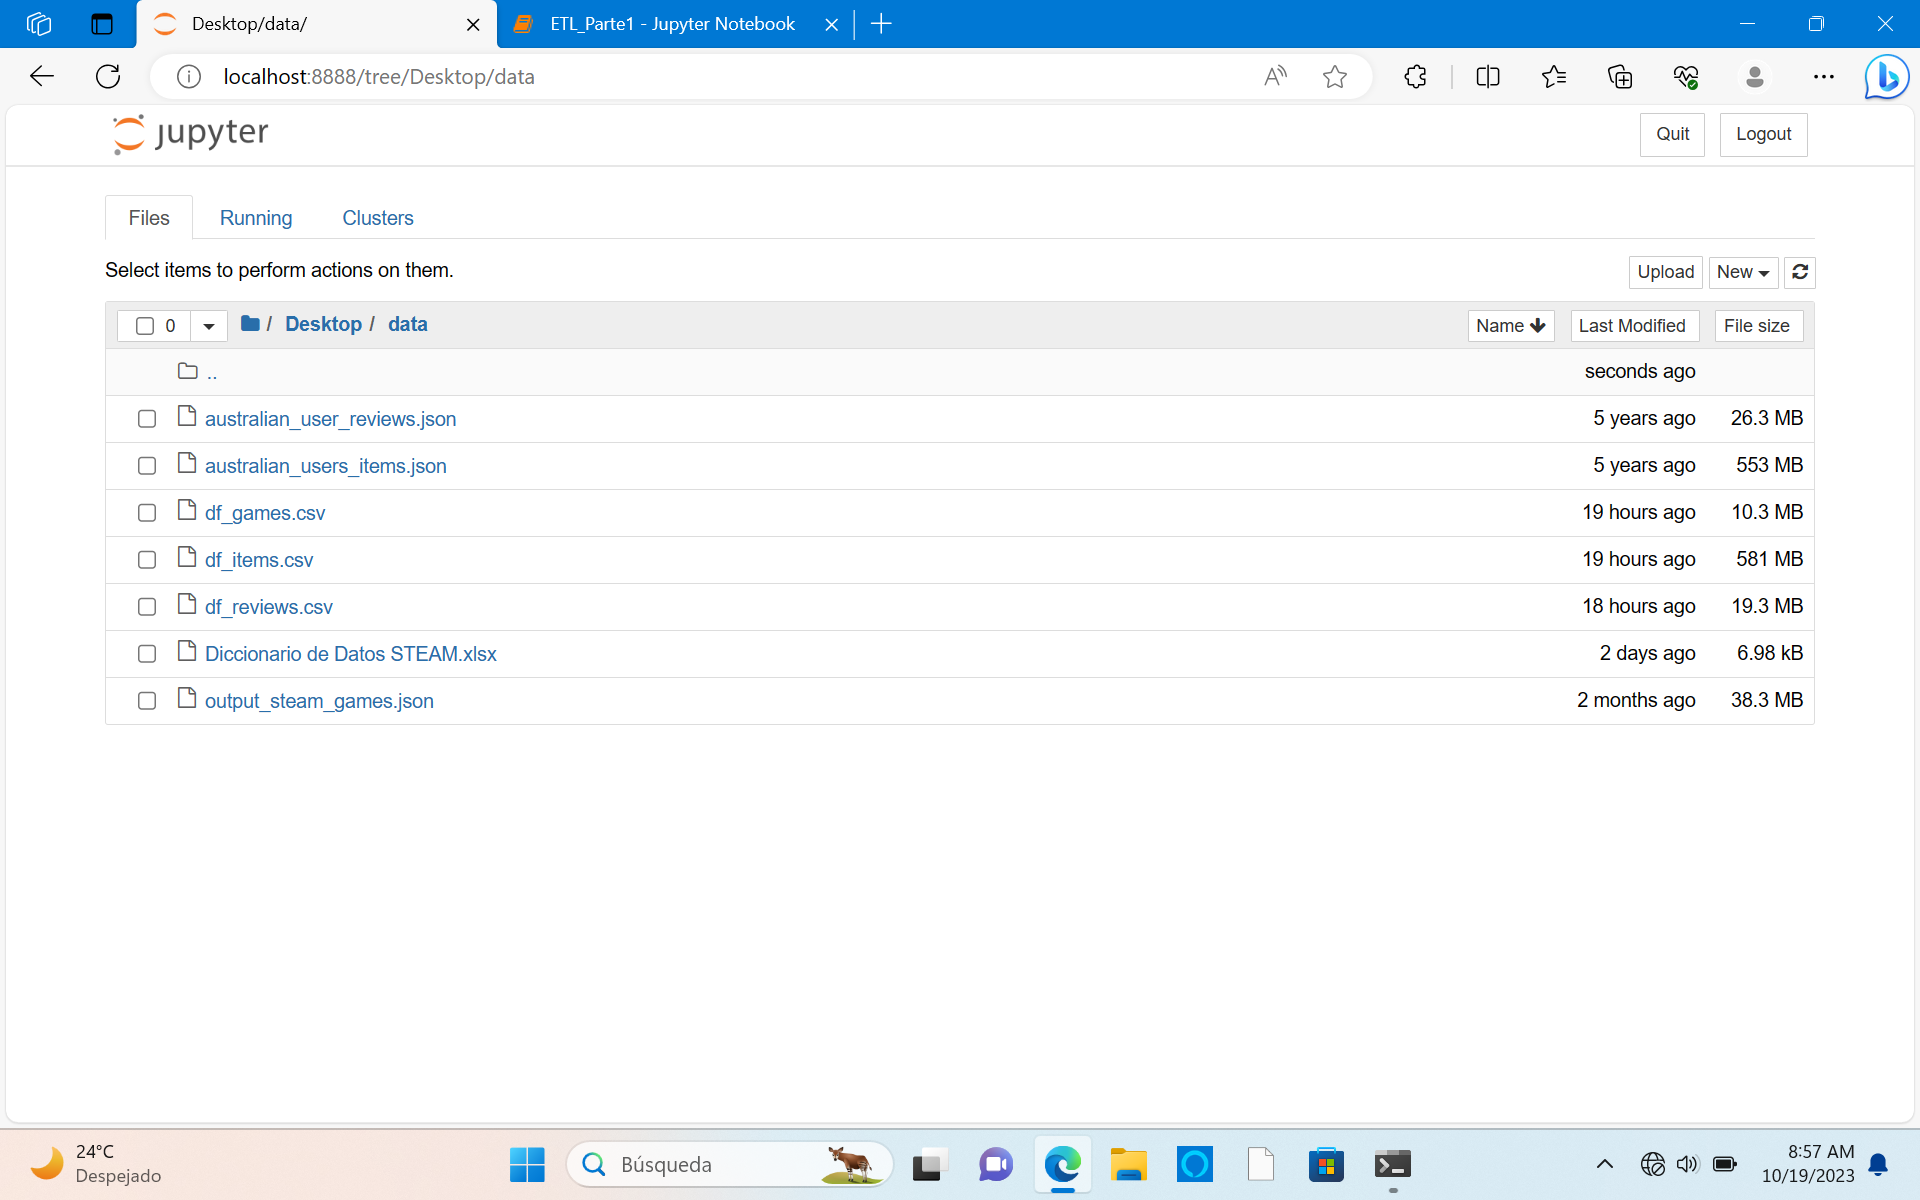 Desktop/data/
ETL_Parte1 - Jupyter Notebook
localhost:8888/tree/Desktop/data
jupyter
Quit
Logout
Files
Running
Clusters
Select items to perform actions on them.
Upload
New
0
/ Desktop / data
Name
Last Modified
File size
..
seconds ago
australian_user_reviews.json 5 years ago 26.3 MB
australian_users_items.json 5 years ago 553 MB
df_games.csv 19 hours ago 10.3 MB
df_items.csv 19 hours ago 581 MB
df_reviews.csv 18 hours ago 19.3 MB
Diccionario de Datos STEAM.xlsx 2 days ago 6.98 kB
output_steam_games.json 2 months ago 38.3 MB
24°C
Despejado
Búsqueda
8:57 AM
10/19/2023